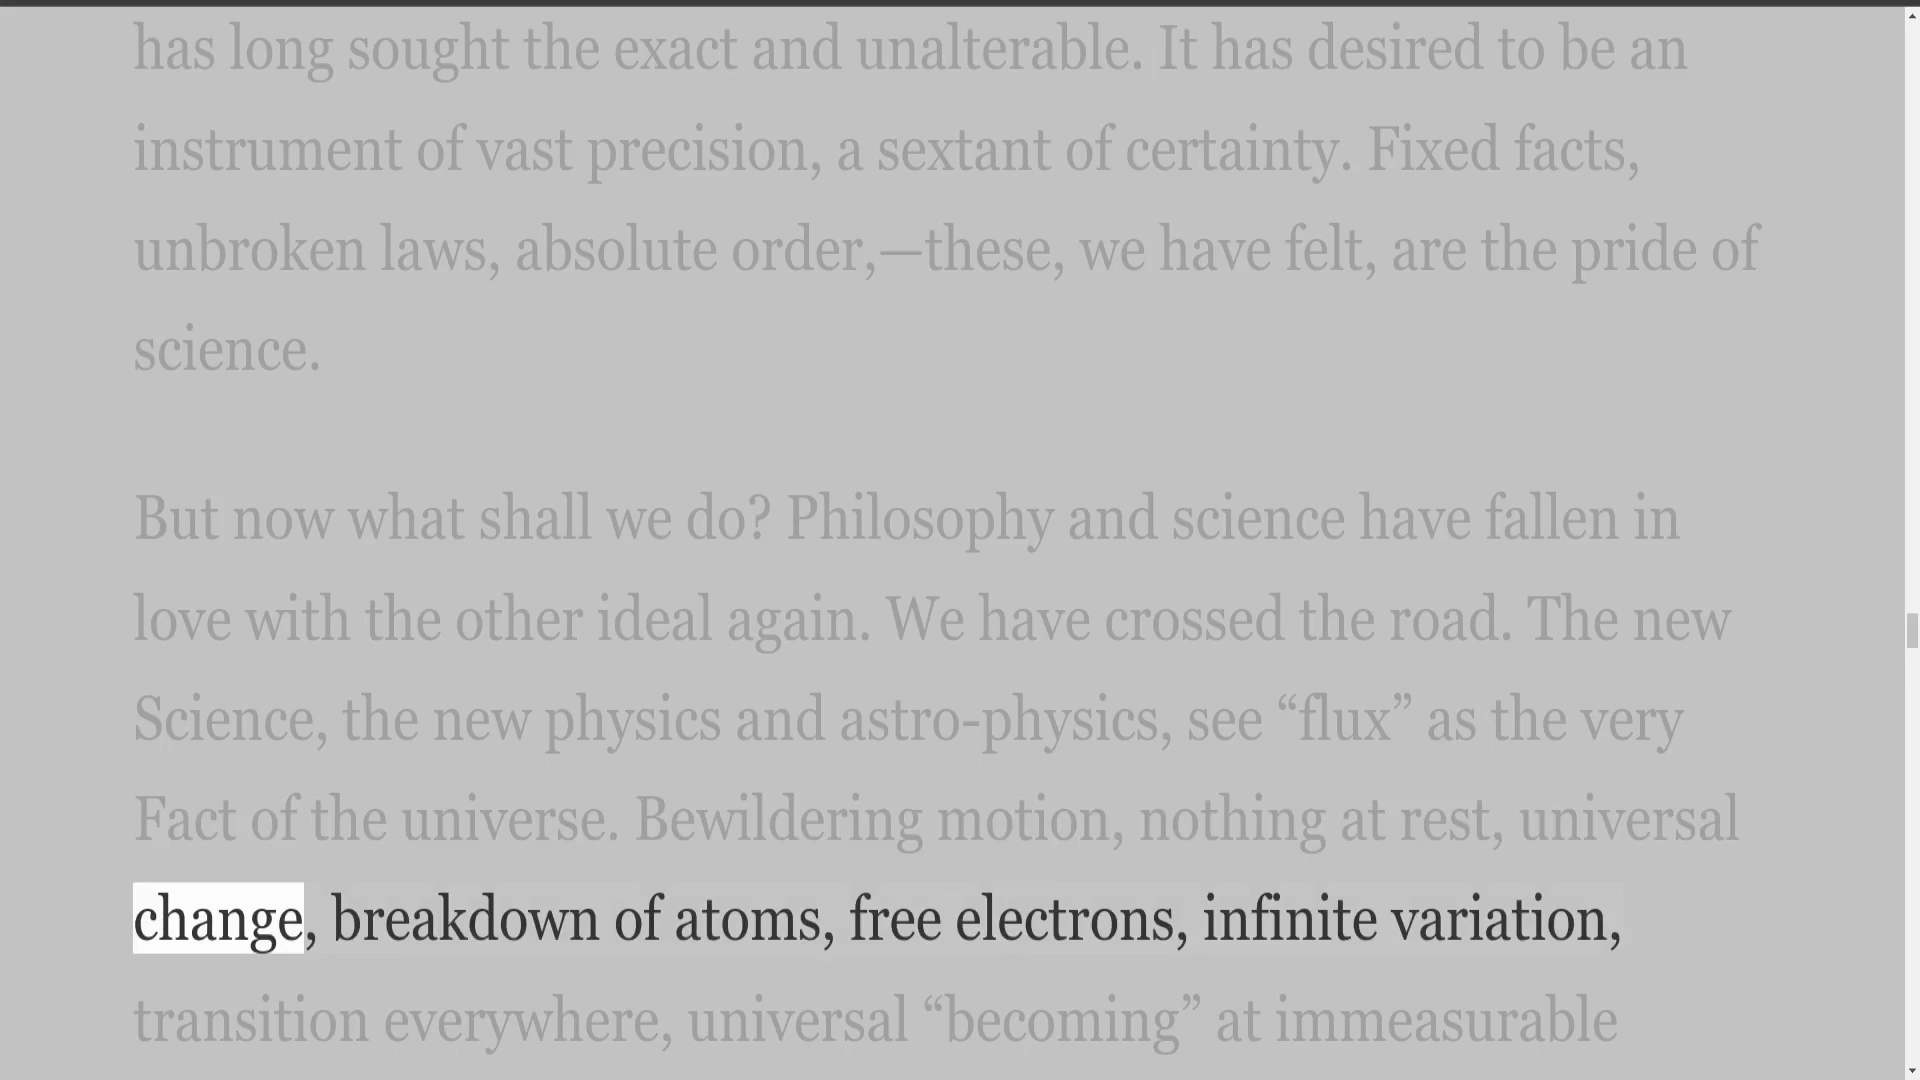 has long sought the exact and unalterable. It has desired to be an
instrument of vast precision, a sextant of certainty. Fixed facts,
unbroken laws, absolute order,—these, we have felt, are the pride of
science.
But now what shall we do? Philosophy and science have fallen in
love with the other ideal again. We have crossed the road. The new
Science, the new physics and astro-physics, see “flux” as the very
Fact of the universe. Bewildering motion, nothing at rest, universal
change, breakdown of atoms, free electrons, infinite variation,
transition everywhere, universal “becoming” at immeasurable